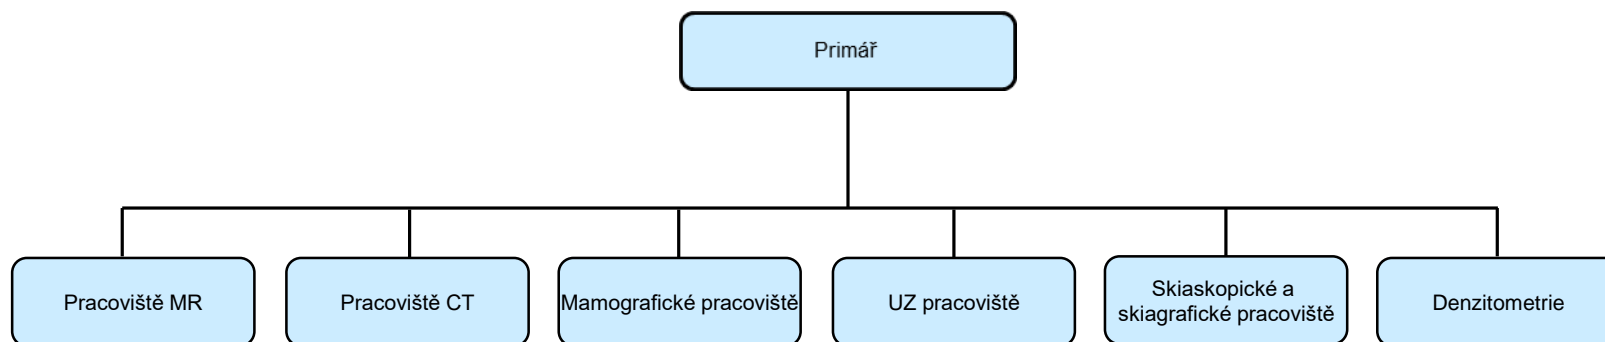 Primář
Pracoviště MR
Pracoviště CT
Mamografické pracoviště
UZ pracoviště
Skiaskopické a
skiagrafické pracoviště
Denzitometrie